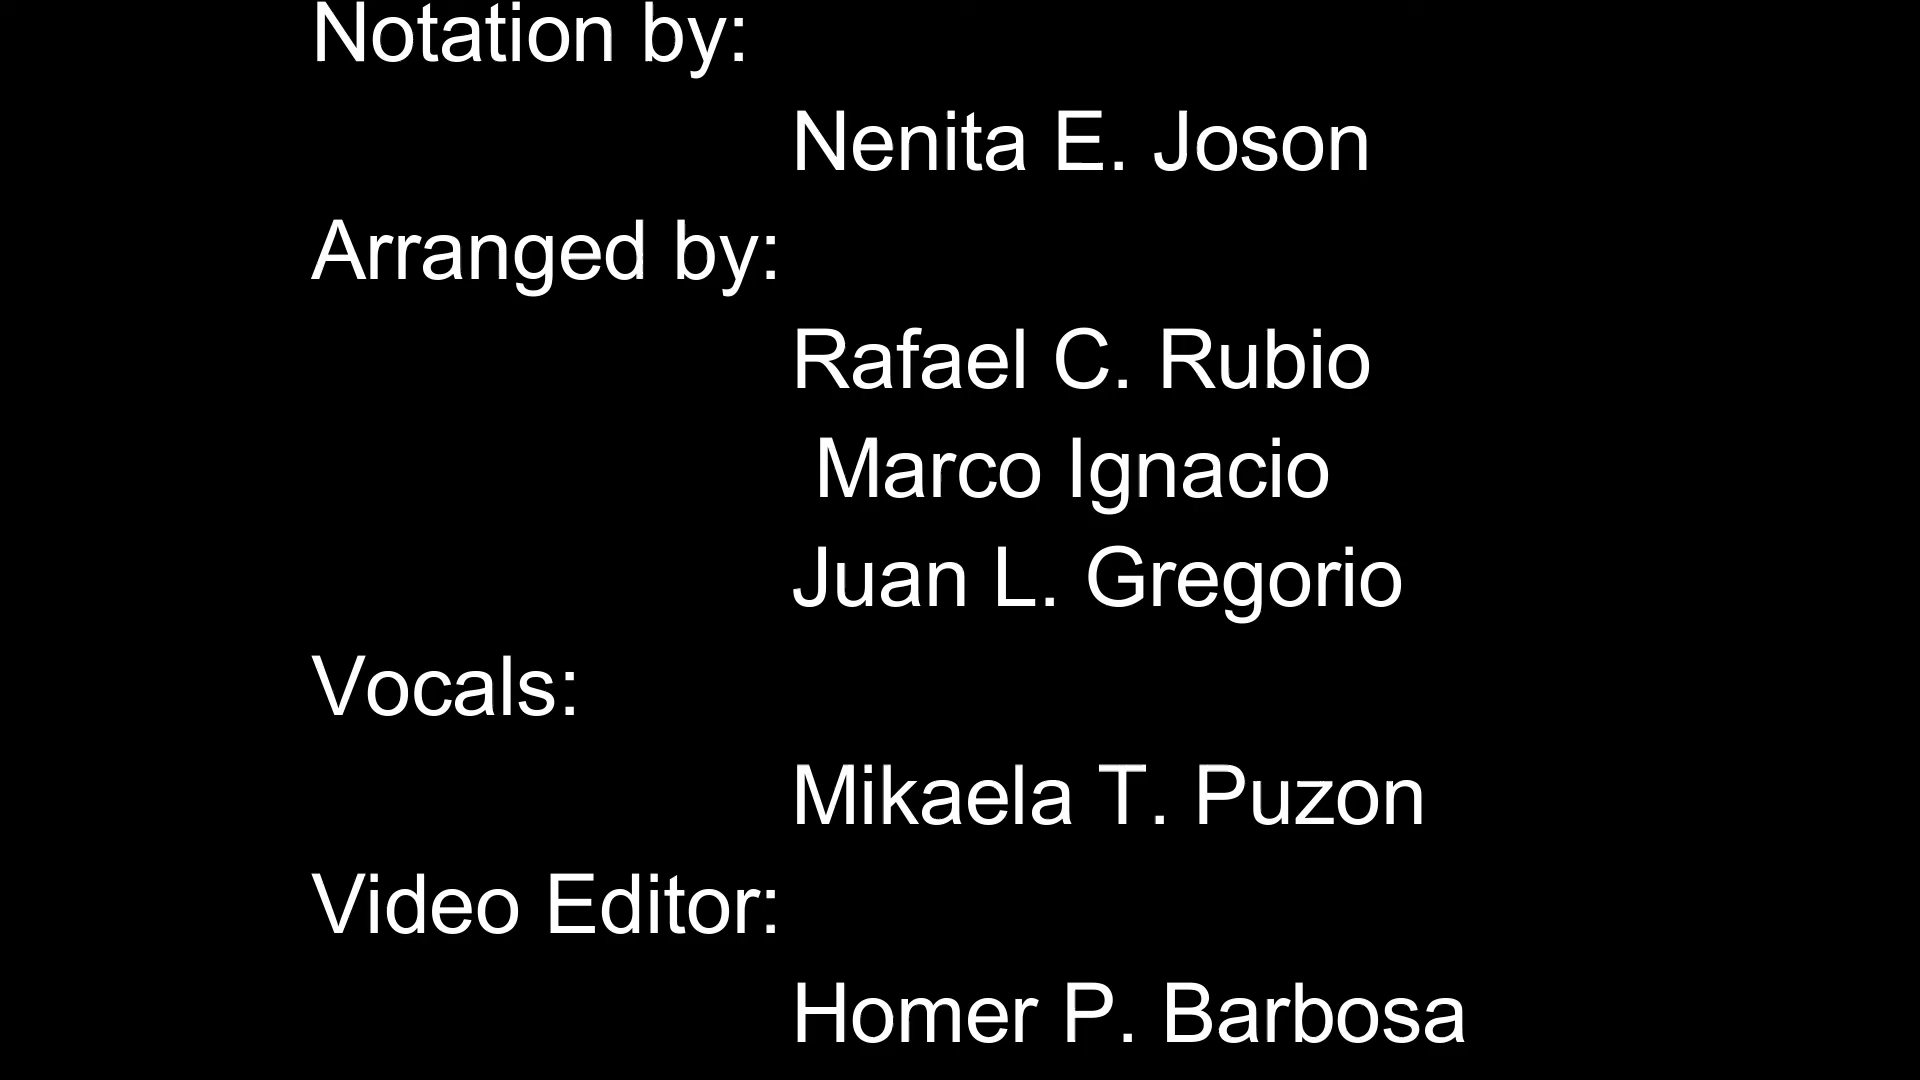 Notation by:
Nenita E. Joson
Arranged by:
Rafael C. Rubio
Marco Ignacio
Juan L. Gregorio
Vocals:
Mikaela T. Puzon
Video Editor:
Homer P. Barbosa